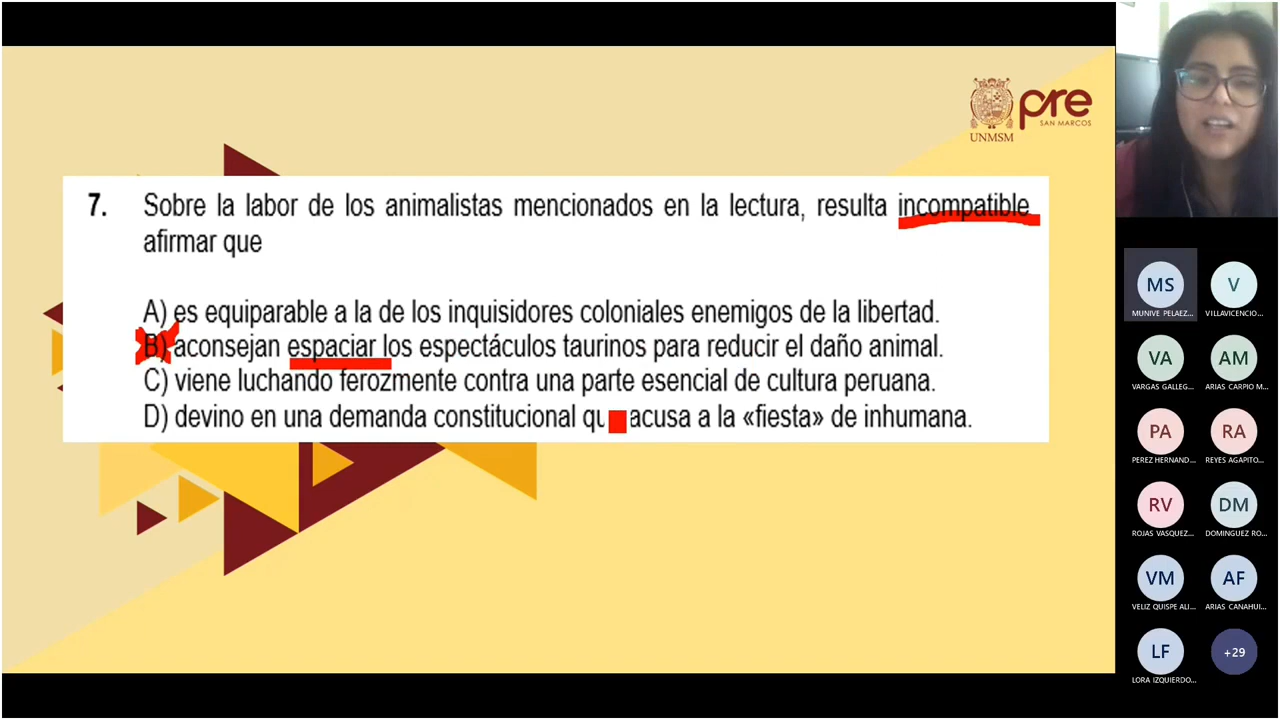 UNMSM
pre
SAN MARCOS
7. Sobre la labor de los animalistas mencionados en la lectura, resulta incompatible
afirmar que
A) es equiparable a la de los inquisidores coloniales enemigos de la libertad.
B) aconsejan espaciar los espectáculos taurinos para reducir el daño animal.
C) viene luchando ferozmente contra una parte esencial de cultura peruana.
D) devino en una demanda constitucional acusa a la «fiesta» de inhumana.
MS
V
MUNIVE PELAEZ...
VILLAVICENCIO...
VA
AM
VARGAS GALLEG...
ARIAS CARPIO M...
PA
RA
PEREZ HERNAND...
REYES AGAPITO...
RV
DM
ROJAS VASQUEZ...
DOMINGUEZ RO...
VM
AF
VELIZ QUISPE ALI...
ARIAS CANAHUI...
LF
+29
LORA IZQUIERDO...